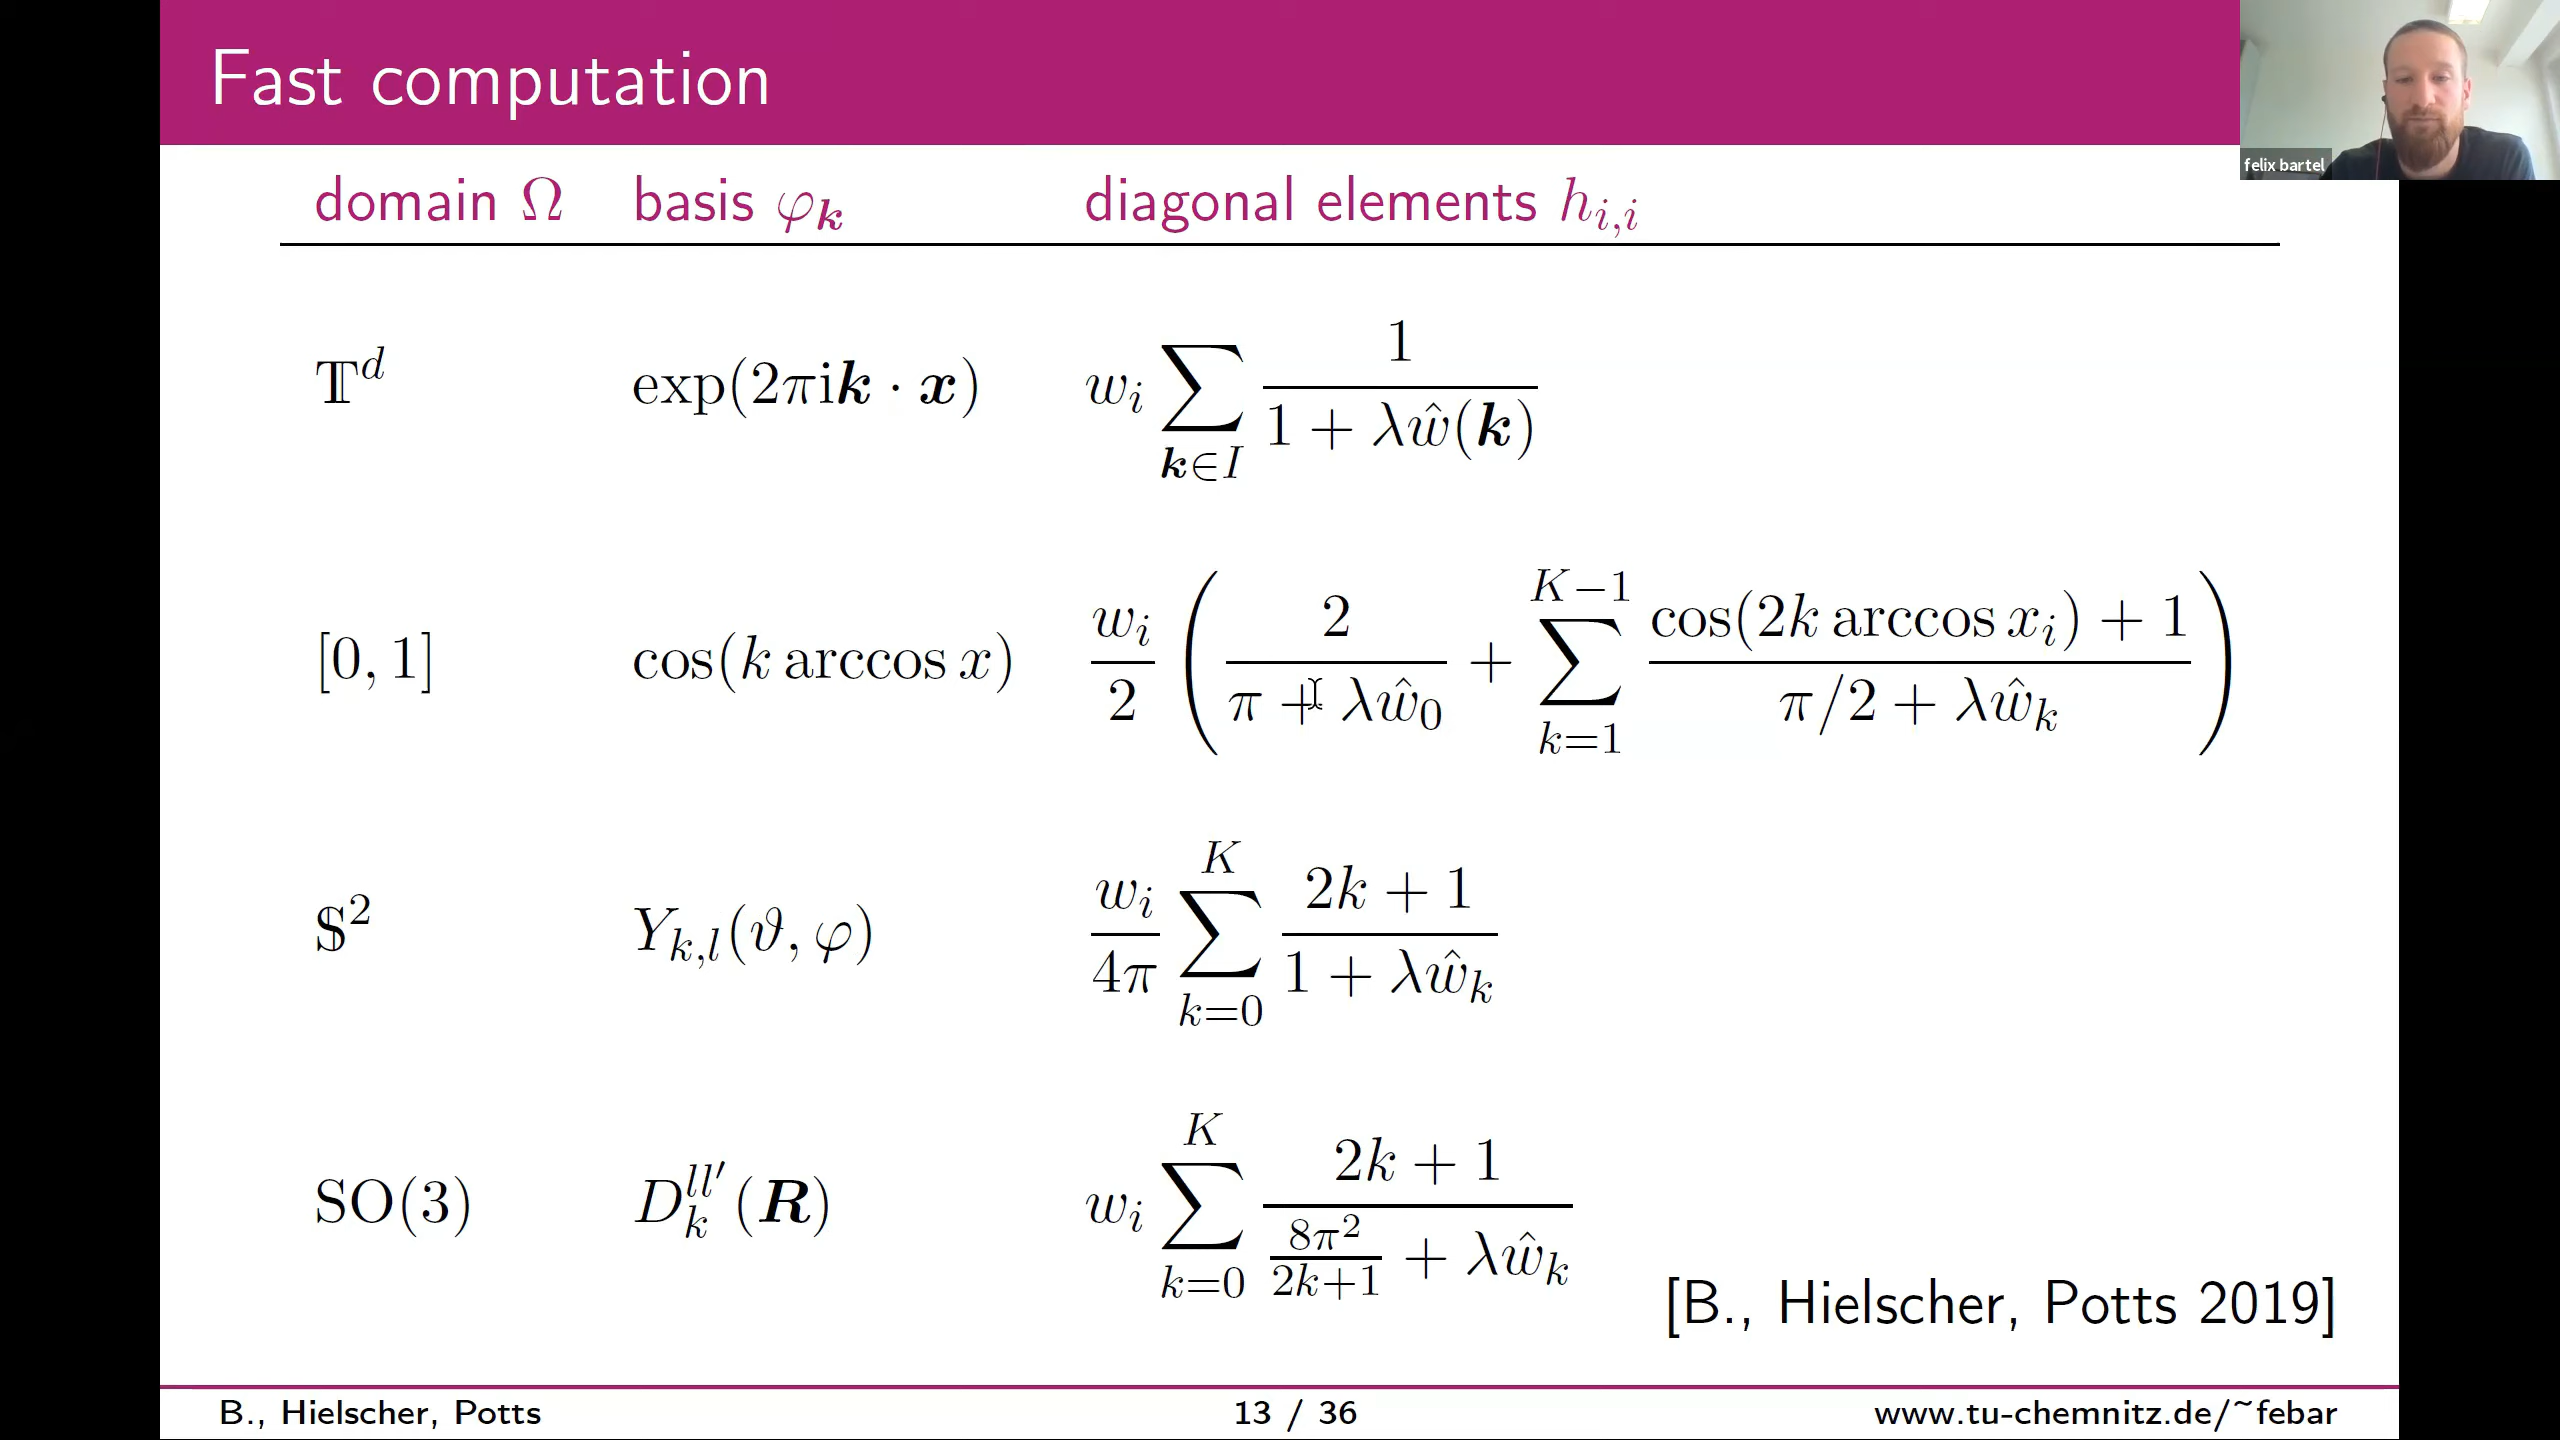 Fast computation
felix bartel
domain Ω basis φ_k diagonal elements h_{i,i}
𝕋^d exp(2πik · x) w_i ∑_{k∈I} 1 / (1 + λŵ(k))
[0, 1] cos(k arccos x) w_i/2 ( 2 / (π + λŵ_0) + ∑_{k=1}^{K−1} (cos(2k arccos x_i) + 1) / (π/2 + λŵ_k) )
𝕊^2 Y_{k,l}(ϑ, φ) w_i/4π ∑_{k=0}^{K} (2k + 1) / (1 + λŵ_k)
SO(3) D_k^{ll′}(R) w_i ∑_{k=0}^{K} (2k + 1) / (8π^2/(2k+1) + λŵ_k)
[B., Hielscher, Potts 2019]
B., Hielscher, Potts 13 / 36 www.tu-chemnitz.de/~febar